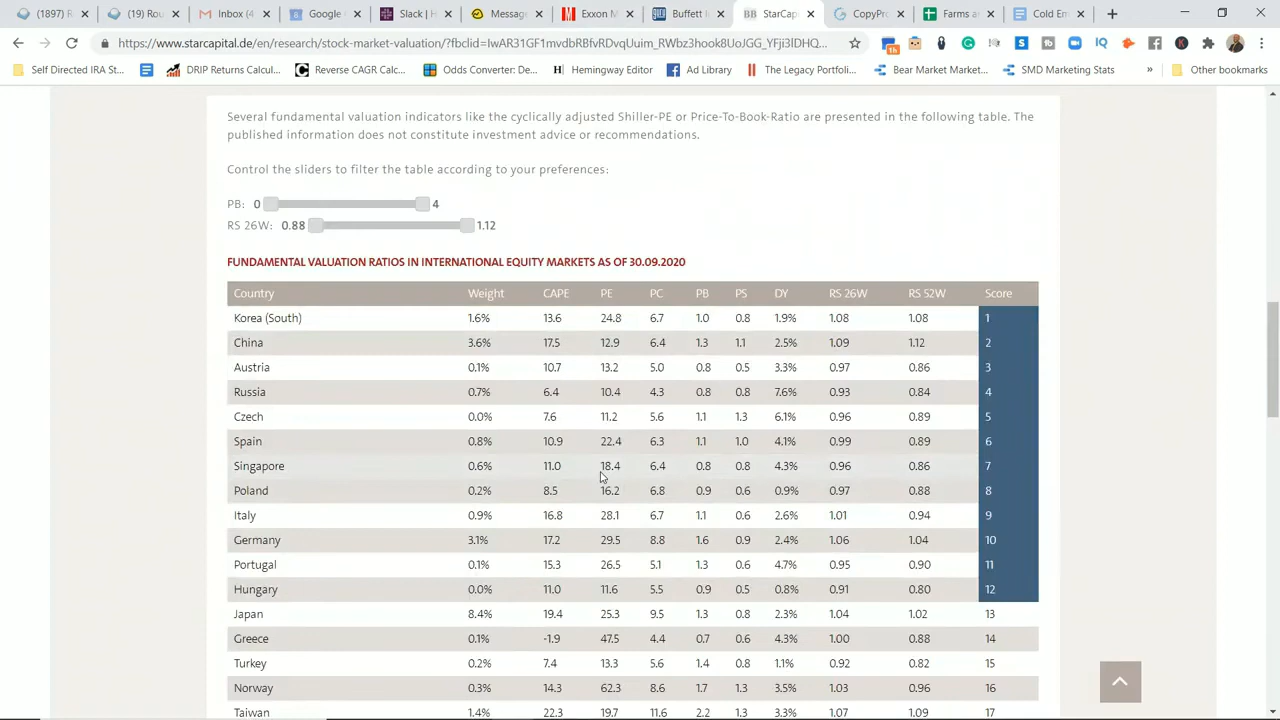 (1897) R
(19) Rou
Inbox (4
Google
Slack | H
Message
Exxon M
Buffett I
StarCap
CopyPro
Farms a
Cold Em
https://www.starcapital.de/en/research/stock-market-valuation/?fbclid=IwAR31GF1mvdbRBfvRDvqUuim_RWbz3hook8UoJGG_YFji3lDHQ...
Self Directed IRA St...
DRIP Returns Calcul...
Reverse CAGR Calc...
Odds Converter: De...
Hemingway Editor
Ad Library
The Legacy Portfoli...
Bear Market Market...
SMD Marketing Stats
»
Other bookmarks
Several fundamental valuation indicators like the cyclically adjusted Shiller-PE or Price-To-Book-Ratio are presented in the following table. The
published information does not constitute investment advice or recommendations.
Control the sliders to filter the table according to your preferences:
PB: 0 4
RS 26W: 0.88 1.12
FUNDAMENTAL VALUATION RATIOS IN INTERNATIONAL EQUITY MARKETS AS OF 30.09.2020
Country Weight CAPE PE PC PB PS DY RS 26W RS 52W Score
Korea (South) 1.6% 13.6 24.8 6.7 1.0 0.8 1.9% 1.08 1.08 1
China 3.6% 17.5 12.9 6.4 1.3 1.1 2.5% 1.09 1.12 2
Austria 0.1% 10.7 13.2 5.0 0.8 0.5 3.3% 0.97 0.86 3
Russia 0.7% 6.4 10.4 4.3 0.8 0.8 7.6% 0.93 0.84 4
Czech 0.0% 7.6 11.2 5.6 1.1 1.3 6.1% 0.96 0.89 5
Spain 0.8% 10.9 22.4 6.3 1.1 1.0 4.1% 0.99 0.89 6
Singapore 0.6% 11.0 18.4 6.4 0.8 0.8 4.3% 0.96 0.86 7
Poland 0.2% 8.5 16.2 6.8 0.9 0.6 0.9% 0.97 0.88 8
Italy 0.9% 16.8 28.1 6.7 1.1 0.6 2.6% 1.01 0.94 9
Germany 3.1% 17.2 29.5 8.8 1.6 0.9 2.4% 1.06 1.04 10
Portugal 0.1% 15.3 26.5 5.1 1.3 0.6 4.7% 0.95 0.90 11
Hungary 0.0% 11.0 11.6 5.5 0.9 0.5 0.8% 0.91 0.80 12
Japan 8.4% 19.4 25.3 9.5 1.3 0.8 2.3% 1.04 1.02 13
Greece 0.1% -1.9 47.5 4.4 0.7 0.6 4.3% 1.00 0.88 14
Turkey 0.2% 7.4 13.3 5.6 1.4 0.8 1.1% 0.92 0.82 15
Norway 0.3% 14.3 62.3 8.6 1.7 1.3 3.5% 1.03 0.96 16
Taiwan 1.4% 22.3 19.7 11.6 2.2 1.3 3.3% 1.07 1.09 17